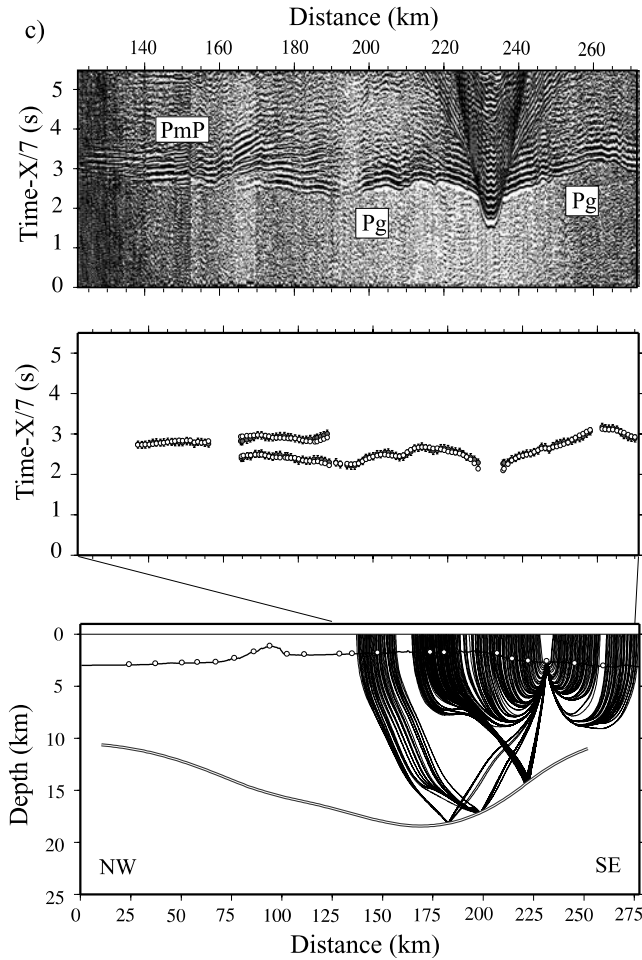 c)
Distance (km)
140 160 180 190 200 220 240 260
Time-X/7 (s)
5
4
3
2
1
0
PmP
Pg
Pg
Time-X/7 (s)
5
4
3
2
1
0
Depth (km)
0
5
10
15
20
25
NW
SE
0 25 50 75 100 125 150 175 200 225 250 275
Distance (km)